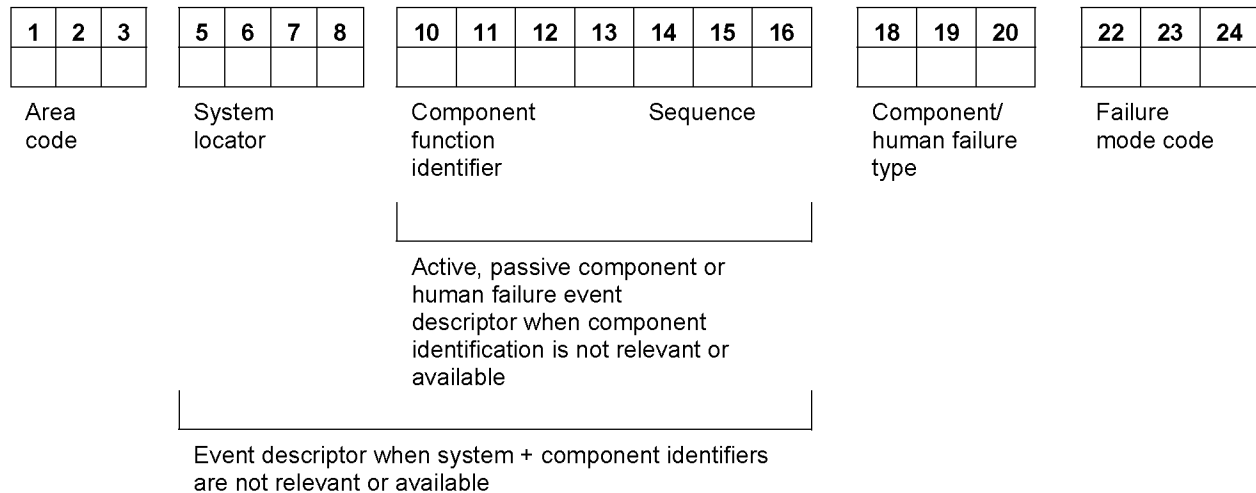 1 2 3 5 6 7 8 10 11 12 13 14 15 16 18 19 20 22 23 24
Area
code
System
locator
Component
function
identifier
Sequence
Component/
human failure
type
Failure
mode code
Active, passive component or
human failure event
descriptor when component
identification is not relevant or
available
Event descriptor when system + component identifiers
are not relevant or available